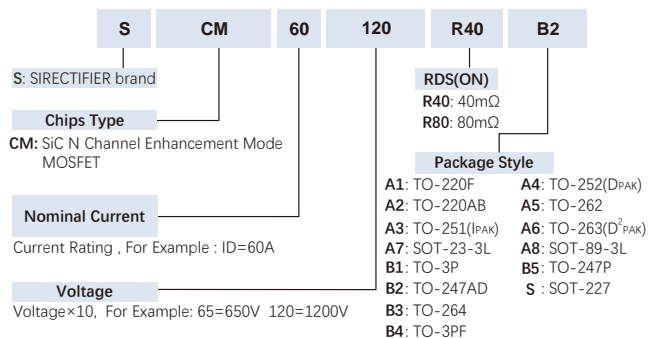 S CM 60 120 R40 B2
S: SIRECTIFIER brand
Chips Type
CM: SiC N Channel Enhancement Mode
MOSFET
Nominal Current
Current Rating , For Example : ID=60A
Voltage
Voltage×10, For Example: 65=650V 120=1200V
RDS(ON)
R40: 40mΩ
R80: 80mΩ
Package Style
A1: TO-220F
A2: TO-220AB
A3: TO-251(IPAK)
A7: SOT-23-3L
B1: TO-3P
B2: TO-247AD
B3: TO-264
B4: TO-3PF
A4: TO-252(DPAK)
A5: TO-262
A6: TO-263(D²PAK)
A8: SOT-89-3L
B5: TO-247P
S : SOT-227